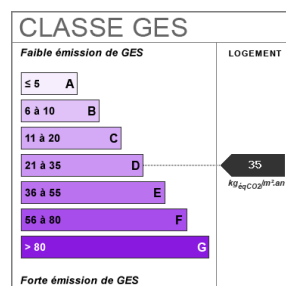 CLASSE GES
Faible émission de GES
LOGEMENT
≤ 5 A
6 à 10 B
11 à 20 C
21 à 35 D
35
kgéqCO2/m².an
36 à 55 E
56 à 80 F
> 80 G
Forte émission de GES